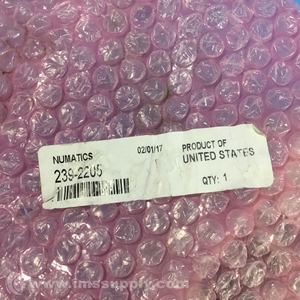 NUMATICS
02/01/17
PRODUCT OF
239-2205
UNITED STATES
QTY: 1
© www.imssupply.com